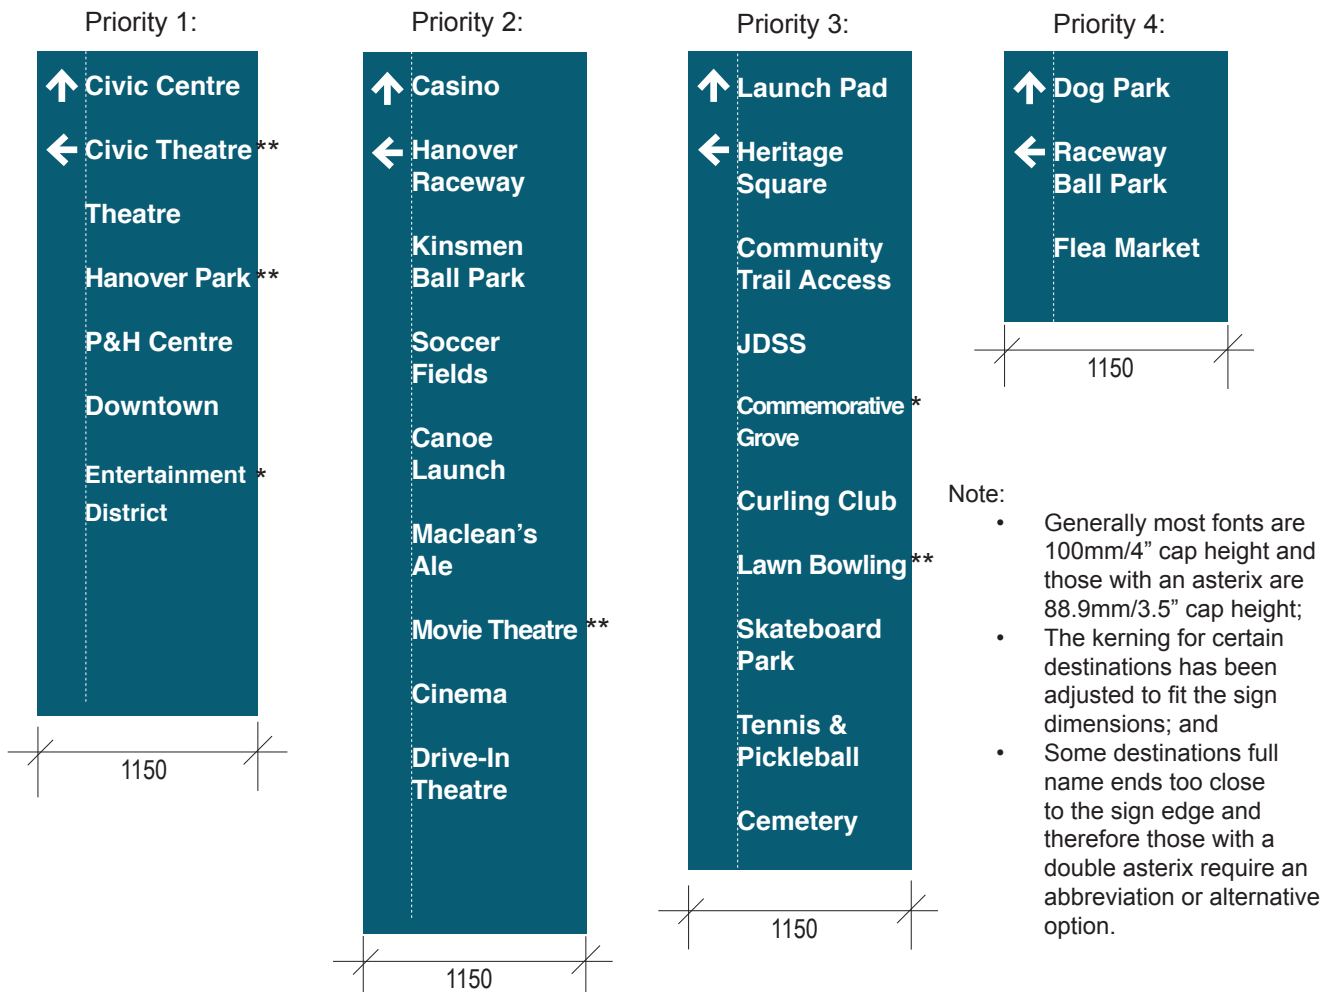 Priority 1:
Civic Centre
Civic Theatre **
Theatre
Hanover Park **
P&H Centre
Downtown
Entertainment *
District
1150
Priority 2:
Casino
Hanover
Raceway
Kinsmen
Ball Park
Soccer
Fields
Canoe
Launch
Maclean’s
Ale
Movie Theatre **
Cinema
Drive-In
Theatre
1150
Priority 3:
Launch Pad
Heritage
Square
Community
Trail Access
JDSS
Commemorative *
Grove
Curling Club
Lawn Bowling **
Skateboard
Park
Tennis &
Pickleball
Cemetery
1150
Priority 4:
Dog Park
Raceway
Ball Park
Flea Market
1150
Note:
• Generally most fonts are
100mm/4” cap height and
those with an asterix are
88.9mm/3.5” cap height;
• The kerning for certain
destinations has been
adjusted to fit the sign
dimensions; and
• Some destinations full
name ends too close
to the sign edge and
therefore those with a
double asterix require an
abbreviation or alternative
option.